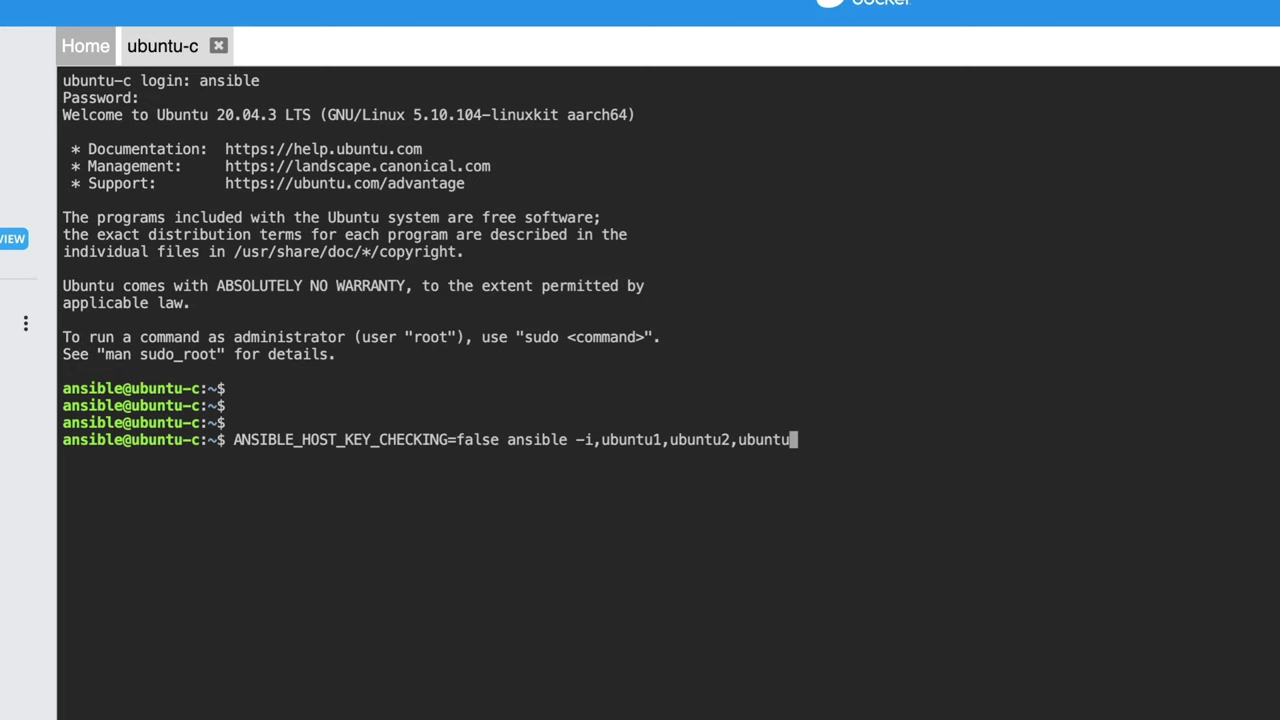 docker
Home
ubuntu-c
ubuntu-c login: ansible
Password:
Welcome to Ubuntu 20.04.3 LTS (GNU/Linux 5.10.104-linuxkit aarch64)
* Documentation:  https://help.ubuntu.com
* Management:     https://landscape.canonical.com
* Support:        https://ubuntu.com/advantage
The programs included with the Ubuntu system are free software;
the exact distribution terms for each program are described in the
individual files in /usr/share/doc/*/copyright.
VIEW
Ubuntu comes with ABSOLUTELY NO WARRANTY, to the extent permitted by
applicable law.
To run a command as administrator (user "root"), use "sudo <command>".
See "man sudo_root" for details.
ansible@ubuntu-c:~$
ansible@ubuntu-c:~$
ansible@ubuntu-c:~$
ansible@ubuntu-c:~$ ANSIBLE_HOST_KEY_CHECKING=false ansible -i,ubuntu1,ubuntu2,ubuntu